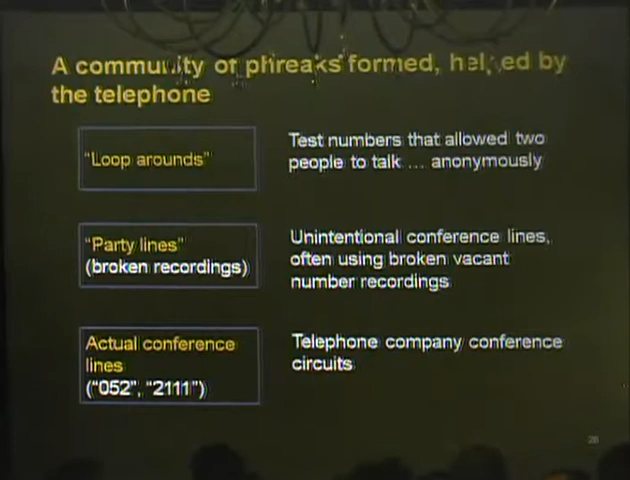 A community of phreaks formed, helped by
the telephone
"Loop arounds"
Test numbers that allowed two
people to talk ... anonymously
"Party lines"
(broken recordings)
Unintentional conference lines,
often using broken vacant
number recordings
Actual conference
lines
("052", "2111")
Telephone company conference
circuits
28